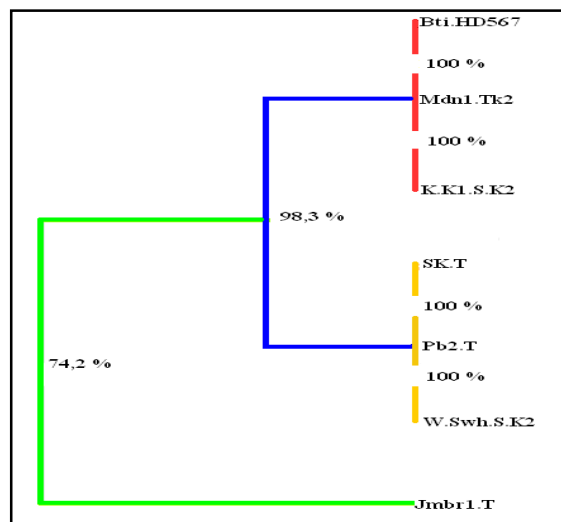 Bti.HD567
100 %
Mdn1.Tk2
100 %
K.K1.S.K2
98,3 %
SK.T
100 %
Pb2.T
74,2 %
100 %
W.Swh.S.K2
Jmbr1.T